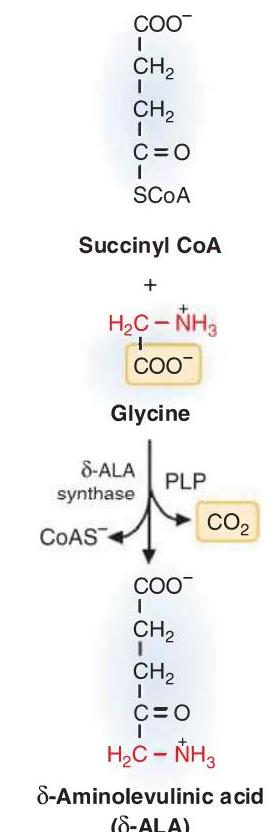 COO⁻
CH₂
CH₂
C=O
SCoA
Succinyl CoA
+
H₂C–N⁺H₃
COO⁻
Glycine
δ-ALA
synthase
PLP
CO₂
CoAS⁻
COO⁻
CH₂
CH₂
C=O
H₂C–N⁺H₃
δ-Aminolevulinic acid
(δ-ALA)